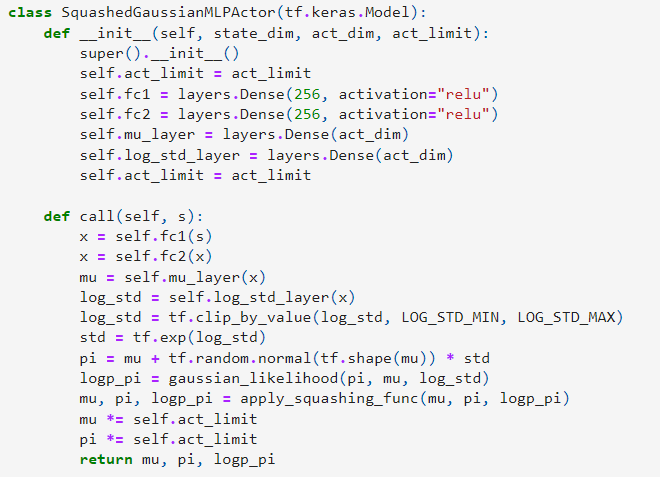 class SquashedGaussianMLPActor(tf.keras.Model):
    def __init__(self, state_dim, act_dim, act_limit):
        super().__init__()
        self.act_limit = act_limit
        self.fc1 = layers.Dense(256, activation="relu")
        self.fc2 = layers.Dense(256, activation="relu")
        self.mu_layer = layers.Dense(act_dim)
        self.log_std_layer = layers.Dense(act_dim)
        self.act_limit = act_limit

    def call(self, s):
        x = self.fc1(s)
        x = self.fc2(x)
        mu = self.mu_layer(x)
        log_std = self.log_std_layer(x)
        log_std = tf.clip_by_value(log_std, LOG_STD_MIN, LOG_STD_MAX)
        std = tf.exp(log_std)
        pi = mu + tf.random.normal(tf.shape(mu)) * std
        logp_pi = gaussian_likelihood(pi, mu, log_std)
        mu, pi, logp_pi = apply_squashing_func(mu, pi, logp_pi)
        mu *= self.act_limit
        pi *= self.act_limit
        return mu, pi, logp_pi